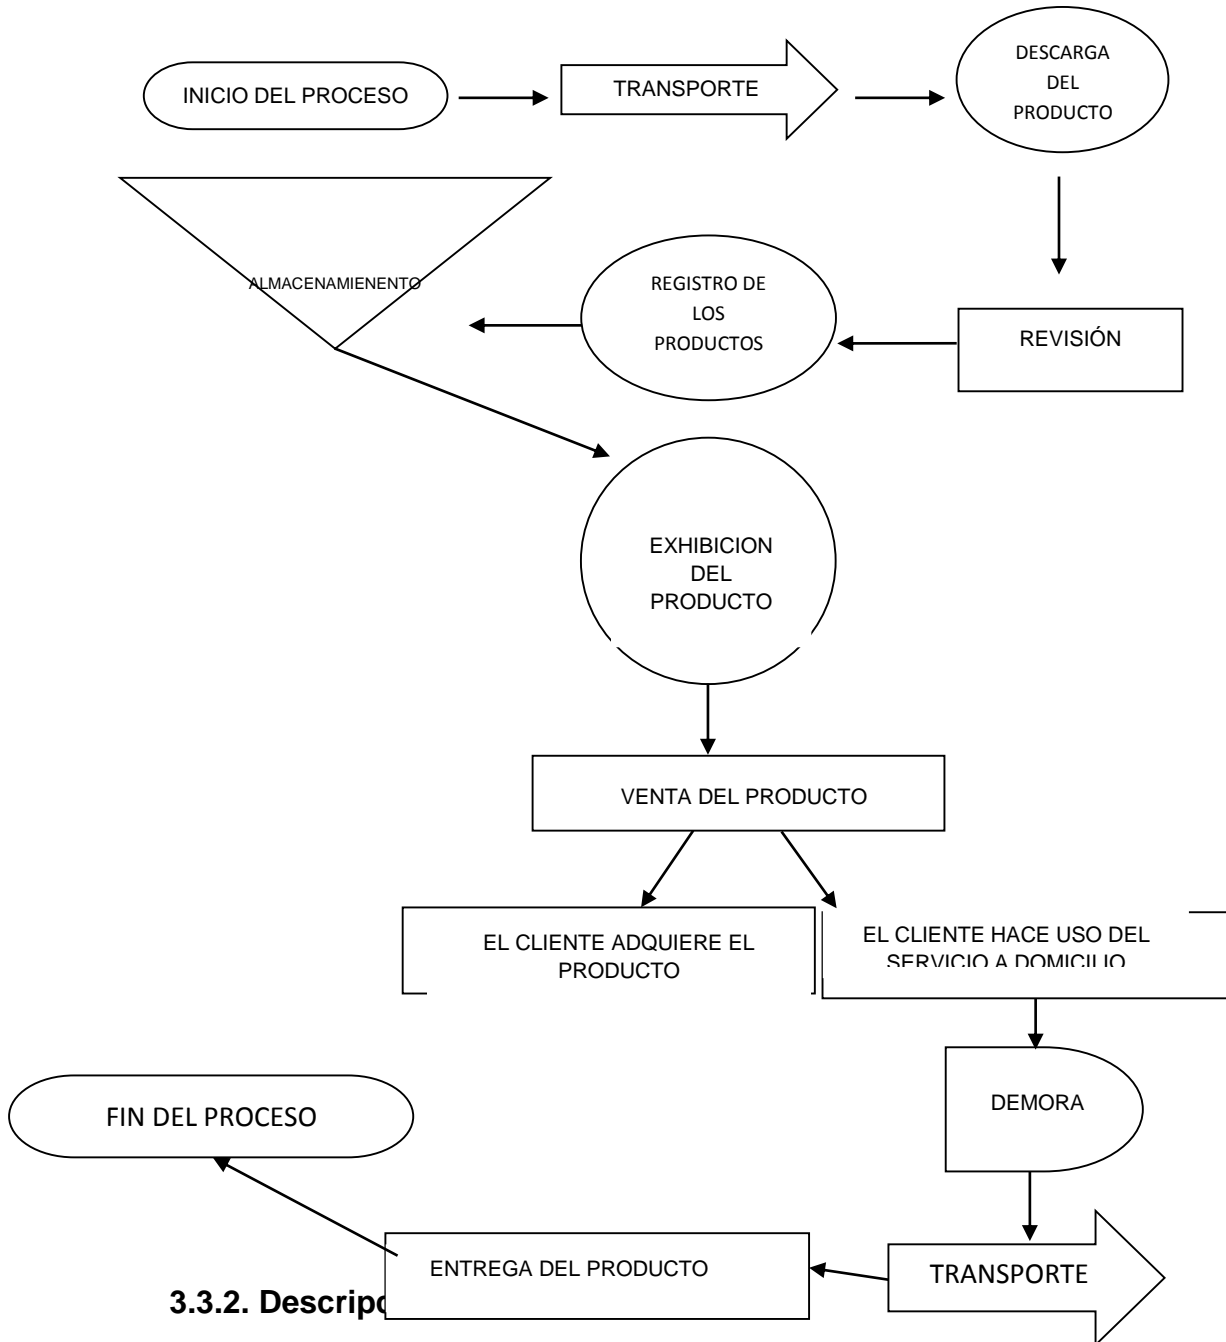 INICIO DEL PROCESO
TRANSPORTE
DESCARGA
DEL
PRODUCTO
ALMACENAMIENENTO
REGISTRO DE
LOS
PRODUCTOS
REVISIÓN
EXHIBICION
DEL
PRODUCTO
VENTA DEL PRODUCTO
EL CLIENTE ADQUIERE EL
PRODUCTO
EL CLIENTE HACE USO DEL
SERVICIO A DOMICILIO
DEMORA
FIN DEL PROCESO
ENTREGA DEL PRODUCTO
TRANSPORTE
3.3.2.